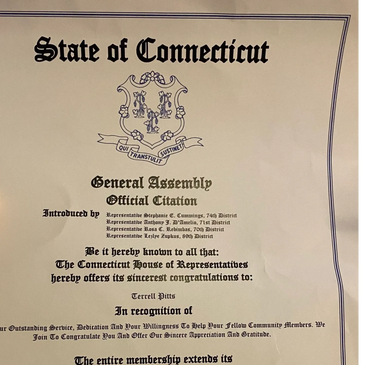 State of Connecticut
QUI TRANSTULIT SUSTINET
General Assembly
Official Citation
Introduced by Representative Stephanie E. Cummings, 74th District
Representative Anthony J. D'Amelio, 71st District
Representative Rosa C. Rebimbas, 70th District
Representative Lezlye Zupkus, 89th District
Be it hereby known to all that:
The Connecticut House of Representatives
hereby offers its sincerest congratulations to:
Terrell Pitts
In recognition of
ur Outstanding Service, Dedication And Your Willingness To Help Your Fellow Community Members. We
Join To Congratulate You And Offer Our Sincere Appreciation And Gratitude.
The entire membership extends its